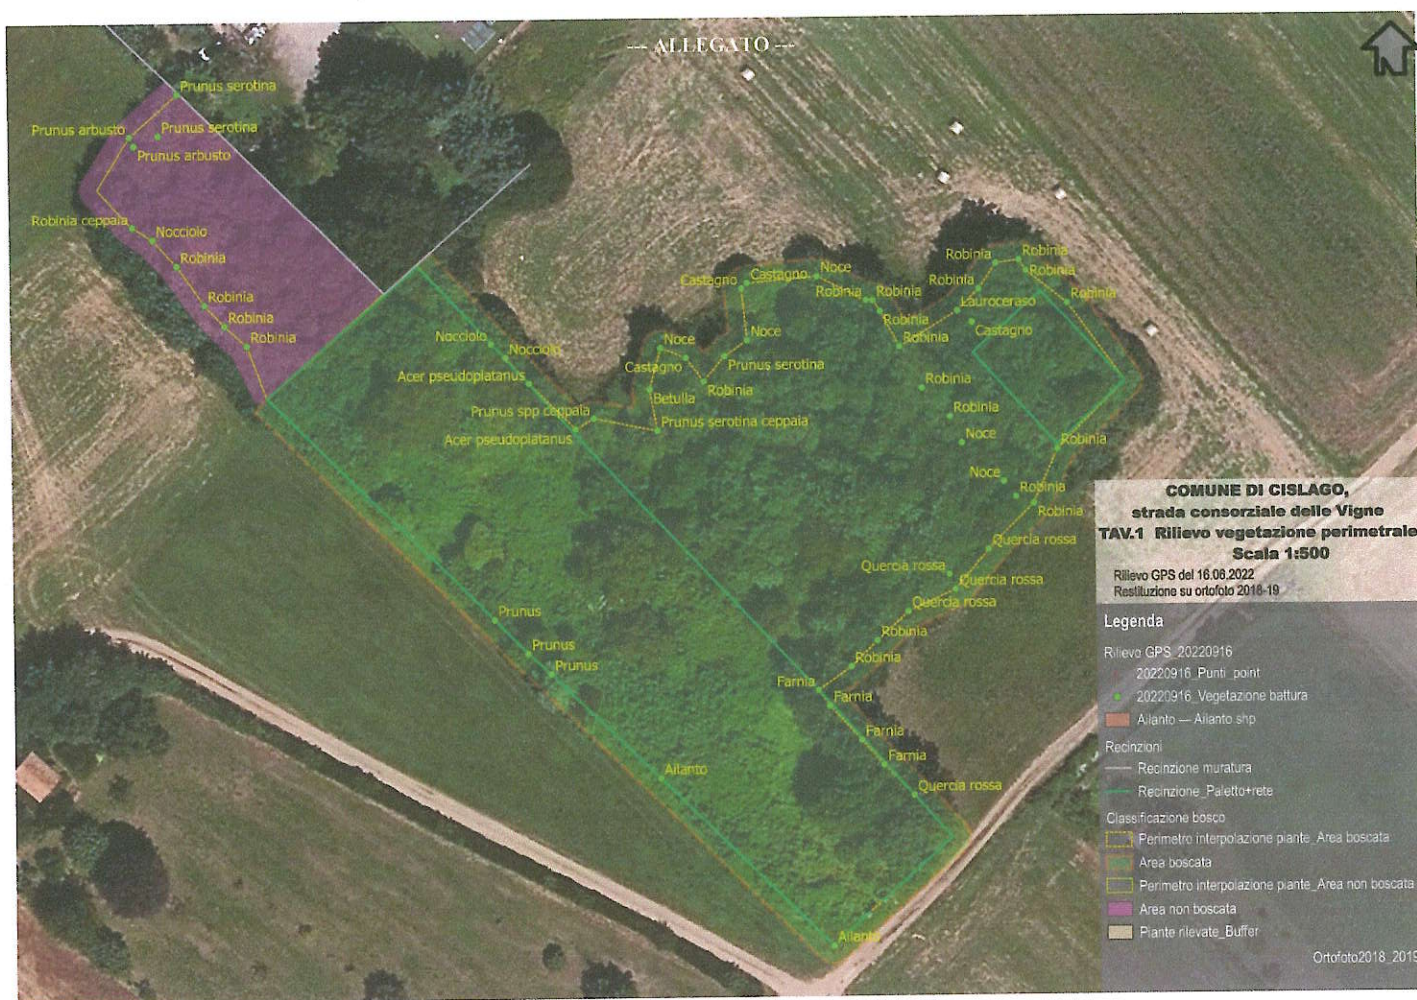 --- ALLEGATO ---
N
Prunus serotina
Prunus arbusto
Prunus serotina
Prunus arbusto
Robinia ceppaia
Nocciolo
Robinia
Robinia
Robinia
Robinia
Robinia
Robinia
Robinia
Noce
Castagno
Castagno
Robinia
Robinia
Robinia
Robinia
Lauroceraso
Robinia
Castagno
Robinia
Nocciolo
Nocciolo
Noce
Noce
Castagno
Prunus serotina
Acer pseudoplatanus
Robinia
Betulla
Robinia
Prunus spp ceppaia
Prunus serotina ceppaia
Robinia
Acer pseudoplatanus
Noce
Robinia
Noce
Robinia
Robinia
Quercia rossa
Quercia rossa
Quercia rossa
Quercia rossa
Prunus
Robinia
Prunus
Robinia
Prunus
Farnia
Farnia
Farnia
Farnia
Ailanto
Quercia rossa
Ailanto
COMUNE DI CISLAGO,
strada consorziale delle Vigne
TAV.1 Rilievo vegetazione perimetrale
Scala 1:500
Rilievo GPS del 16.06.2022
Restituzione su ortofoto 2018-19
Legenda
Rilievo GPS_20220916
20220916_Punti_point
20220916_Vegetazione battura
Ailanto — Ailanto.shp
Recinzioni
Recinzione muratura
Recinzione_Paletto+rete
Classificazione bosco
Perimetro interpolazione piante_Area boscata
Area boscata
Perimetro interpolazione piante_Area non boscata
Area non boscata
Piante rilevate_Buffer
Ortofoto2018_2019